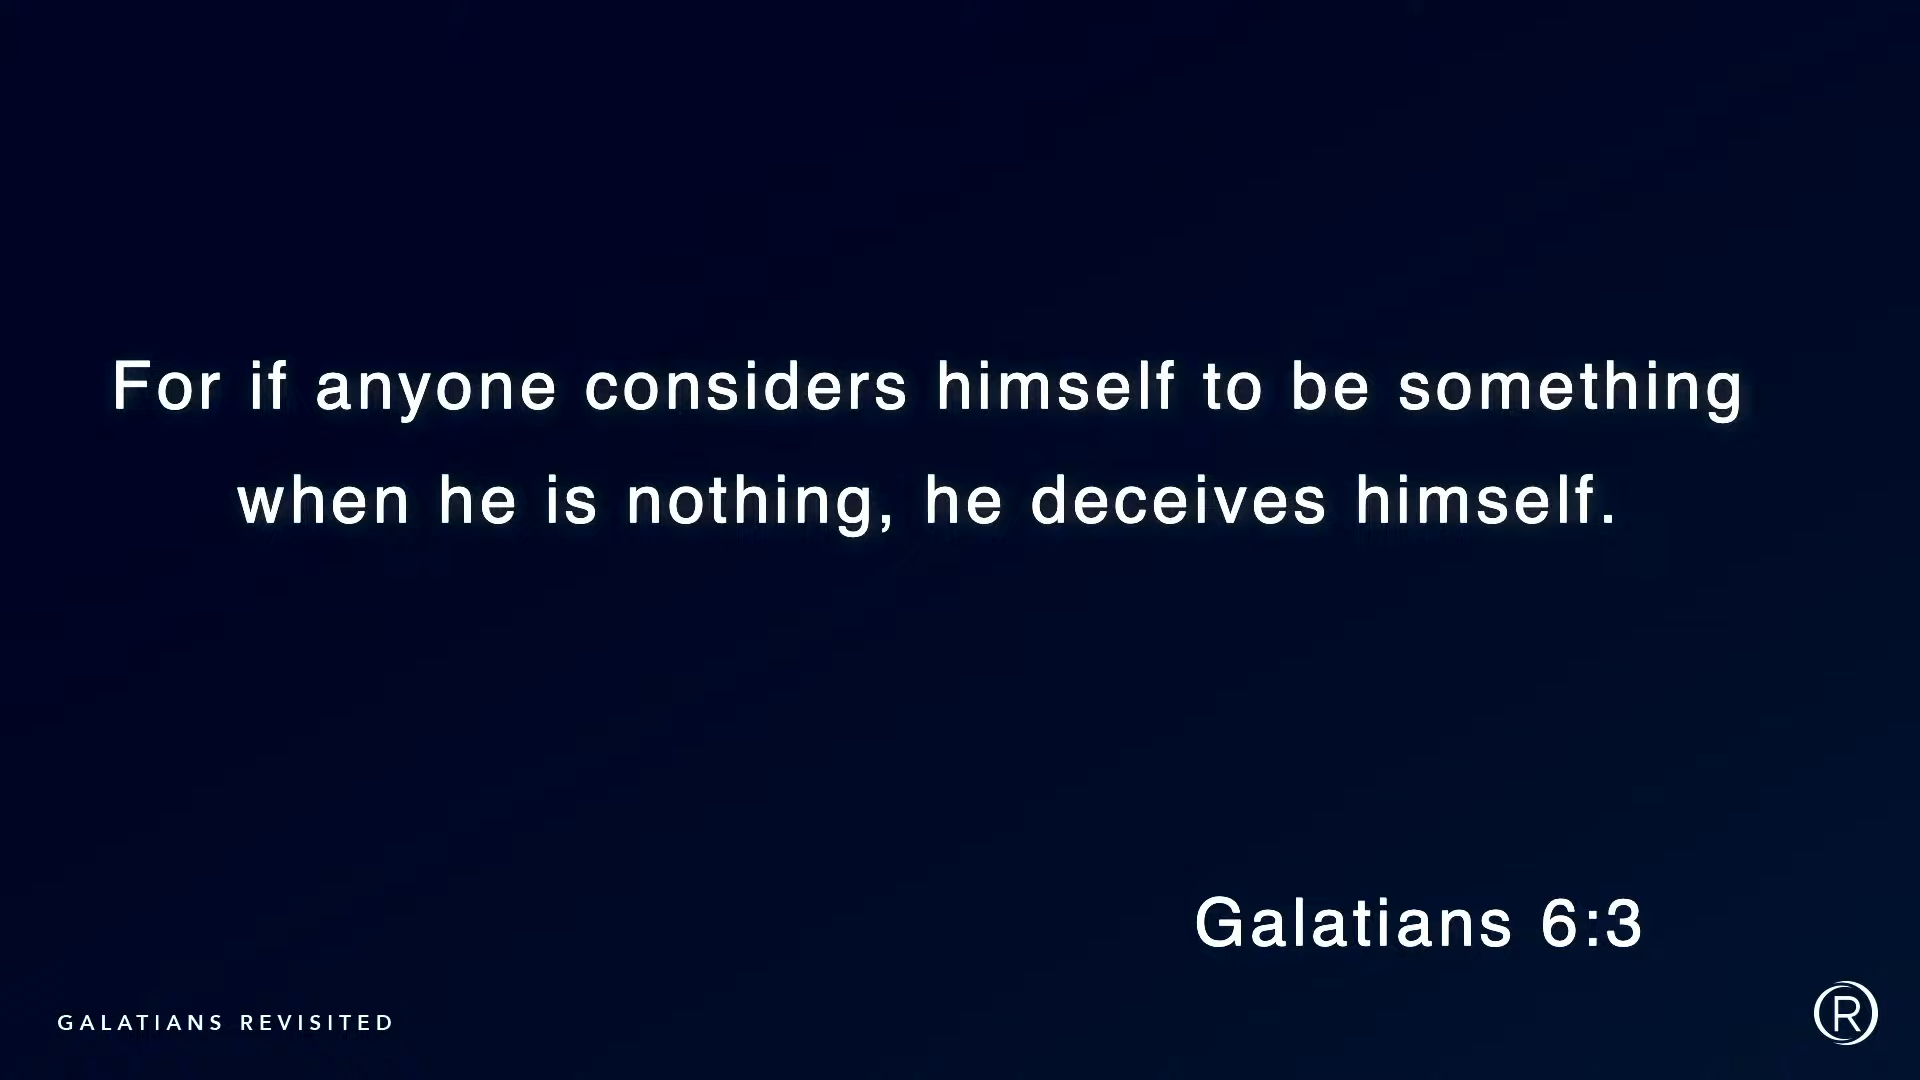 For if anyone considers himself to be something
when he is nothing, he deceives himself.
Galatians 6:3
GALATIANS REVISITED
R